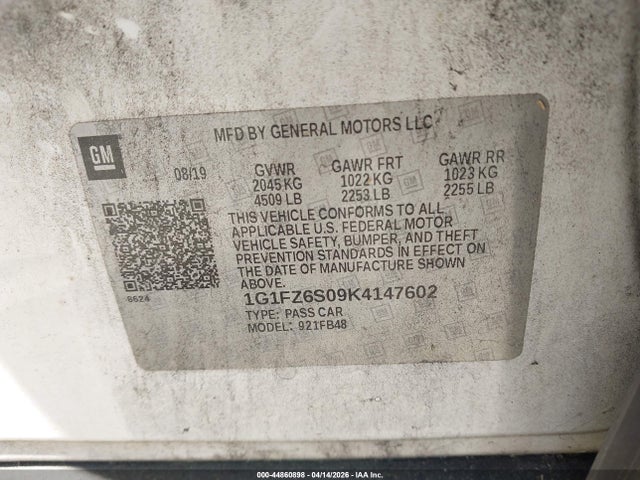 GM
MFD BY GENERAL MOTORS LLC
08/19
GVWR
2045 KG
4509 LB
GAWR FRT
1022 KG
2253 LB
GAWR RR
1023 KG
2255 LB
THIS VEHICLE CONFORMS TO ALL
APPLICABLE U.S. FEDERAL MOTOR
VEHICLE SAFETY, BUMPER, AND THEFT
PREVENTION STANDARDS IN EFFECT ON
THE DATE OF MANUFACTURE SHOWN
ABOVE.
6624
1G1FZ6S09K4147602
TYPE: PASS CAR
MODEL: 921FB48
000-44860898 - 04/14/2026 - IAA Inc.